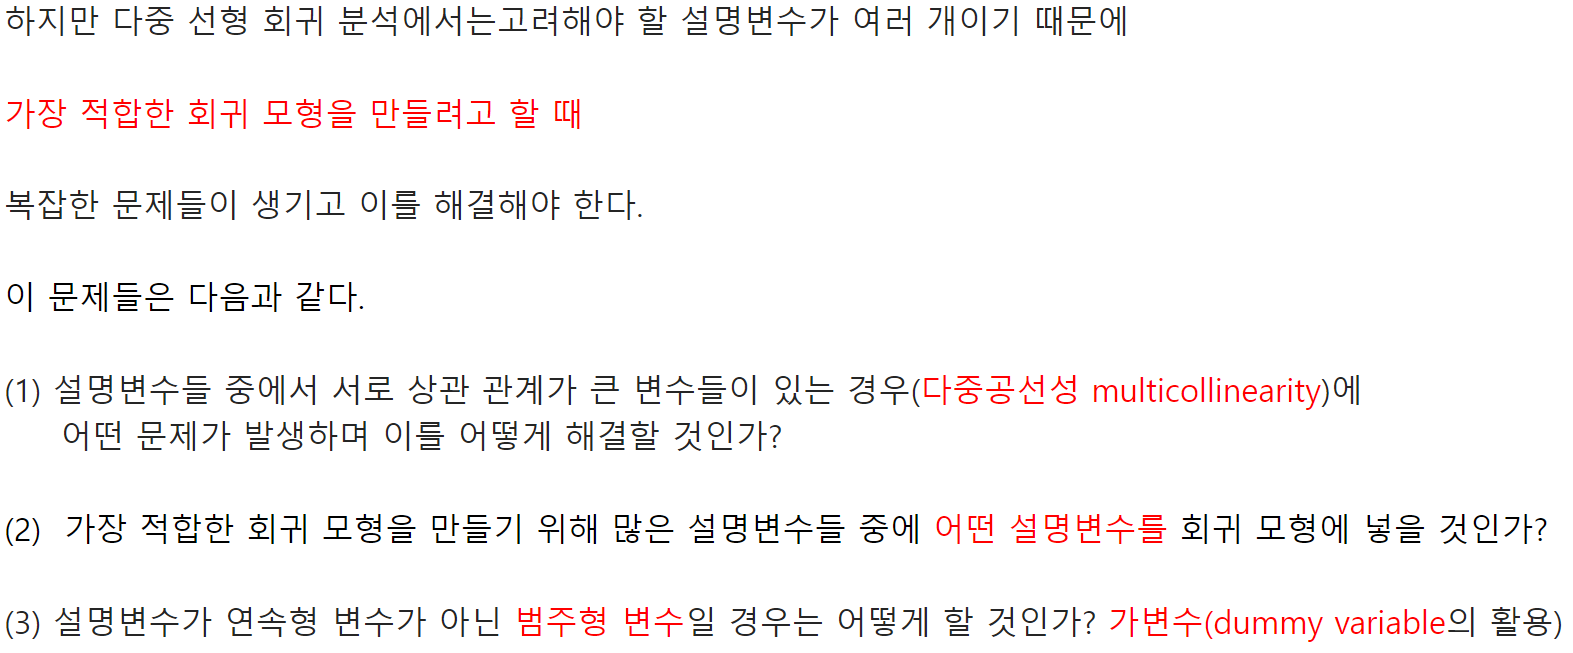 하지만 다중 선형 회귀 분석에서는고려해야 할 설명변수가 여러 개이기 때문에
가장 적합한 회귀 모형을 만들려고 할 때
복잡한 문제들이 생기고 이를 해결해야 한다.
이 문제들은 다음과 같다.
(1) 설명변수들 중에서 서로 상관 관계가 큰 변수들이 있는 경우(다중공선성 multicollinearity)에
어떤 문제가 발생하며 이를 어떻게 해결할 것인가?
(2) 가장 적합한 회귀 모형을 만들기 위해 많은 설명변수들 중에 어떤 설명변수를 회귀 모형에 넣을 것인가?
(3) 설명변수가 연속형 변수가 아닌 범주형 변수일 경우는 어떻게 할 것인가? 가변수(dummy variable의 활용)